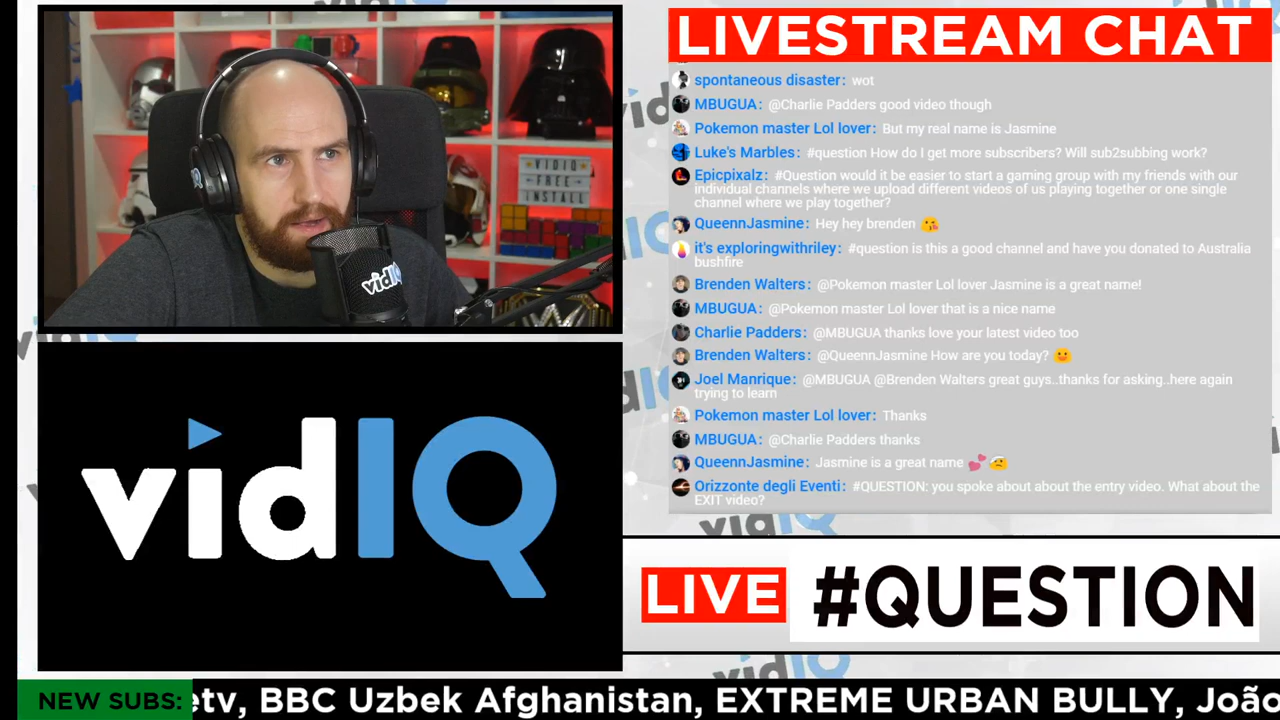 LIVESTREAM CHAT
spontaneous disaster: wot
MBUGUA: @Charlie Padders good video though
Pokemon master Lol lover: But my real name is Jasmine
Luke's Marbles: #question How do I get more subscribers? Will sub2subbing work?
Epicpixalz: #Question would it be easier to start a gaming group with my friends with our
individual channels where we upload different videos of us playing together or one single
channel where we play together?
QueennJasmine: Hey hey brenden 😘
it's exploringwithriley: #question is this a good channel and have you donated to Australia
bushfire
Brenden Walters: @Pokemon master Lol lover Jasmine is a great name!
MBUGUA: @Pokemon master Lol lover that is a nice name
Charlie Padders: @MBUGUA thanks love your latest video too
Brenden Walters: @QueennJasmine How are you today? 🙂
Joel Manrique: @MBUGUA @Brenden Walters great guys..thanks for asking..here again
trying to learn
Pokemon master Lol lover: Thanks
MBUGUA: @Charlie Padders thanks
QueennJasmine: Jasmine is a great name 💕 🤕
Orizzonte degli Eventi: #QUESTION: you spoke about about the entry video. What about the
EXIT video?
VIDIQ
FREE
INSTALL
vidIQ
vidIQ
LIVE #QUESTION
vidIQ
NEW SUBS: etv, BBC Uzbek Afghanistan, EXTREME URBAN BULLY, João